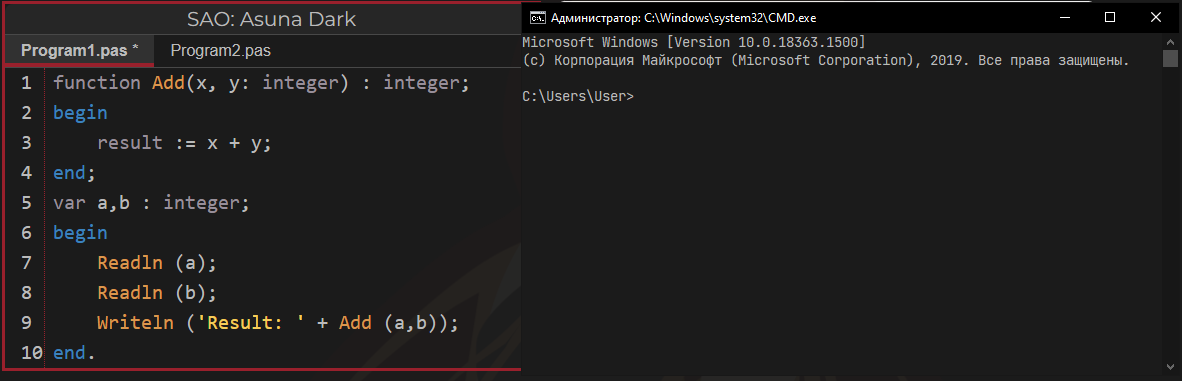 SAO: Asuna Dark
Program1.pas *
Program2.pas
1 function Add(x, y: integer) : integer;
2 begin
3 result := x + y;
4 end;
5 var a,b : integer;
6 begin
7 Readln (a);
8 Readln (b);
9 Writeln ('Result: ' + Add (a,b));
10 end.
Администратор: C:\Windows\system32\CMD.exe
Microsoft Windows [Version 10.0.18363.1500]
(c) Корпорация Майкрософт (Microsoft Corporation), 2019. Все права защищены.
C:\Users\User>